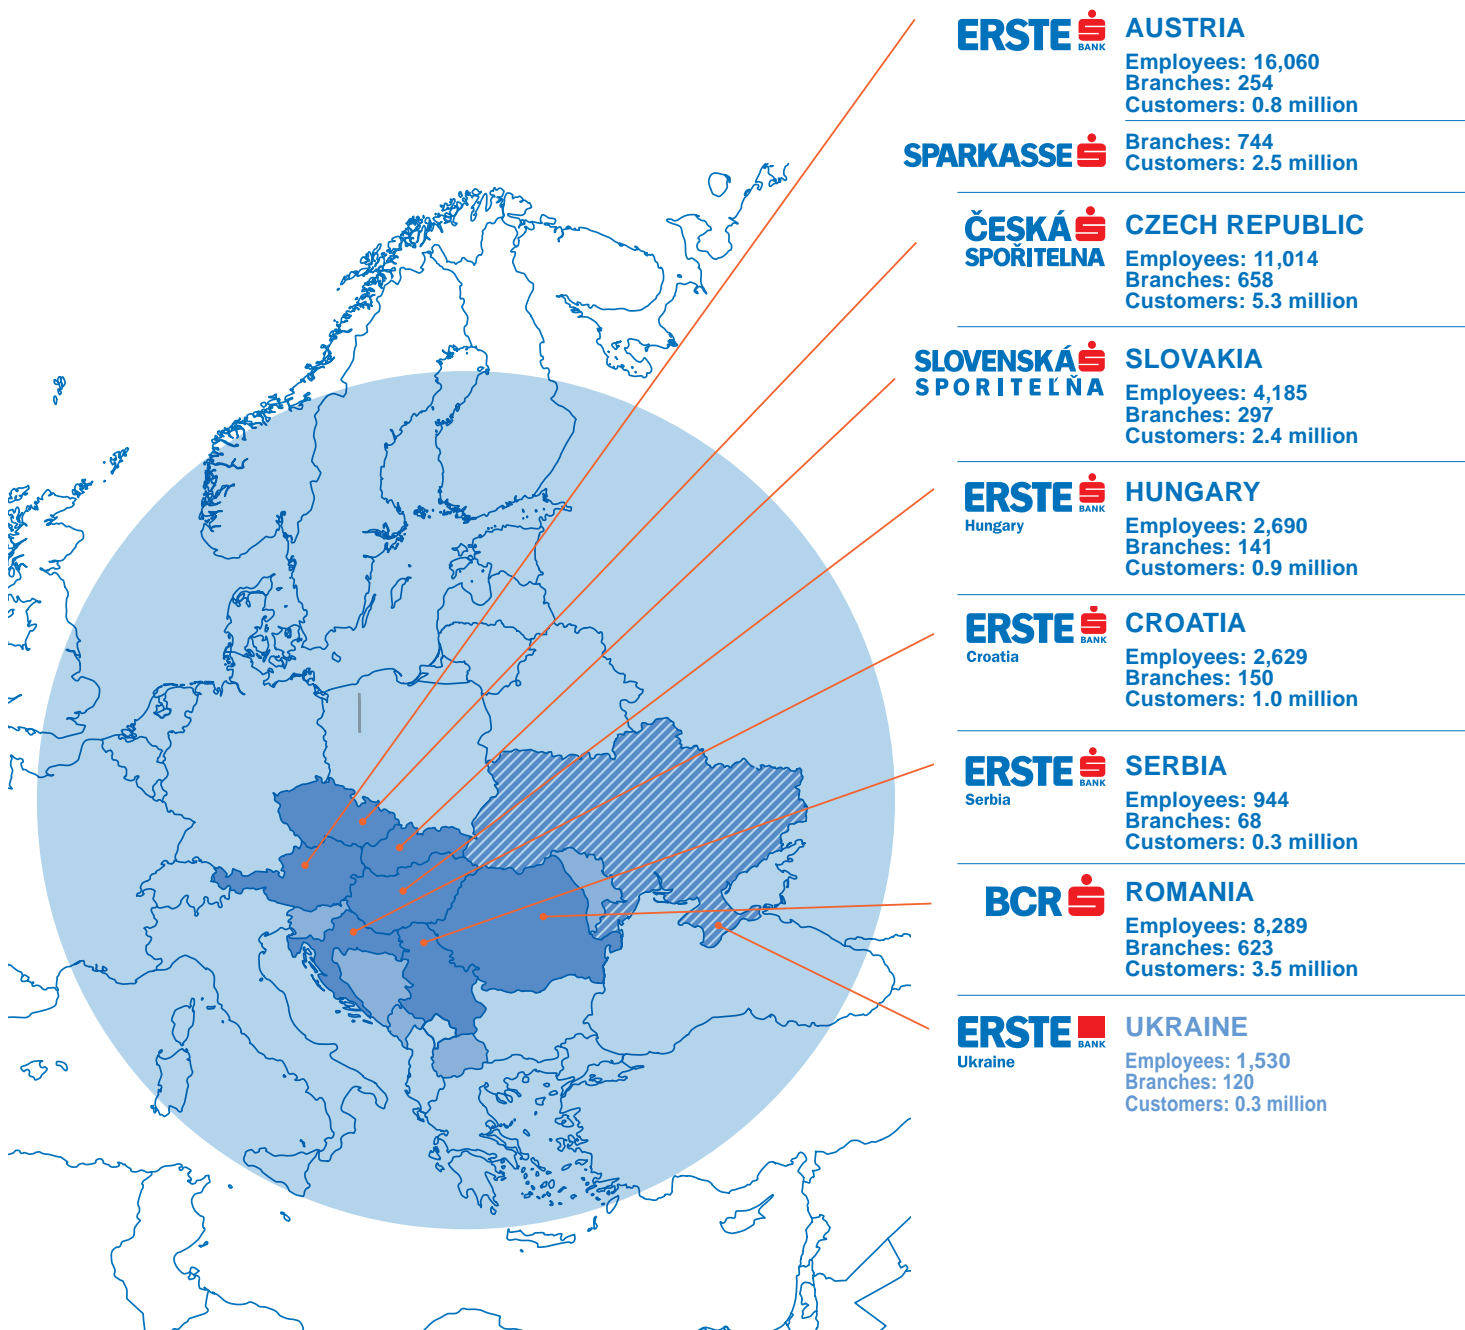 ERSTE BANK
AUSTRIA
Employees: 16,060
Branches: 254
Customers: 0.8 million
SPARKASSE
Branches: 744
Customers: 2.5 million
ČESKÁ
SPOŘITELNA
CZECH REPUBLIC
Employees: 11,014
Branches: 658
Customers: 5.3 million
SLOVENSKÁ
SPORITEĽŇA
SLOVAKIA
Employees: 4,185
Branches: 297
Customers: 2.4 million
ERSTE BANK
Hungary
HUNGARY
Employees: 2,690
Branches: 141
Customers: 0.9 million
ERSTE BANK
Croatia
CROATIA
Employees: 2,629
Branches: 150
Customers: 1.0 million
ERSTE BANK
Serbia
SERBIA
Employees: 944
Branches: 68
Customers: 0.3 million
BCR
ROMANIA
Employees: 8,289
Branches: 623
Customers: 3.5 million
ERSTE BANK
Ukraine
UKRAINE
Employees: 1,530
Branches: 120
Customers: 0.3 million